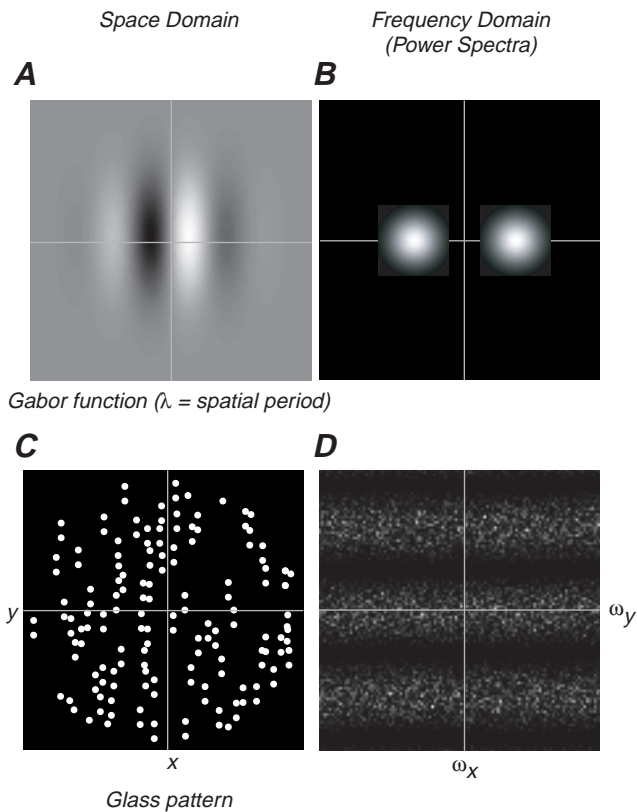 Space Domain
Frequency Domain
(Power Spectra)
A
B
Gabor function (λ = spatial period)
C
D
y
ωy
x
ωx
Glass pattern